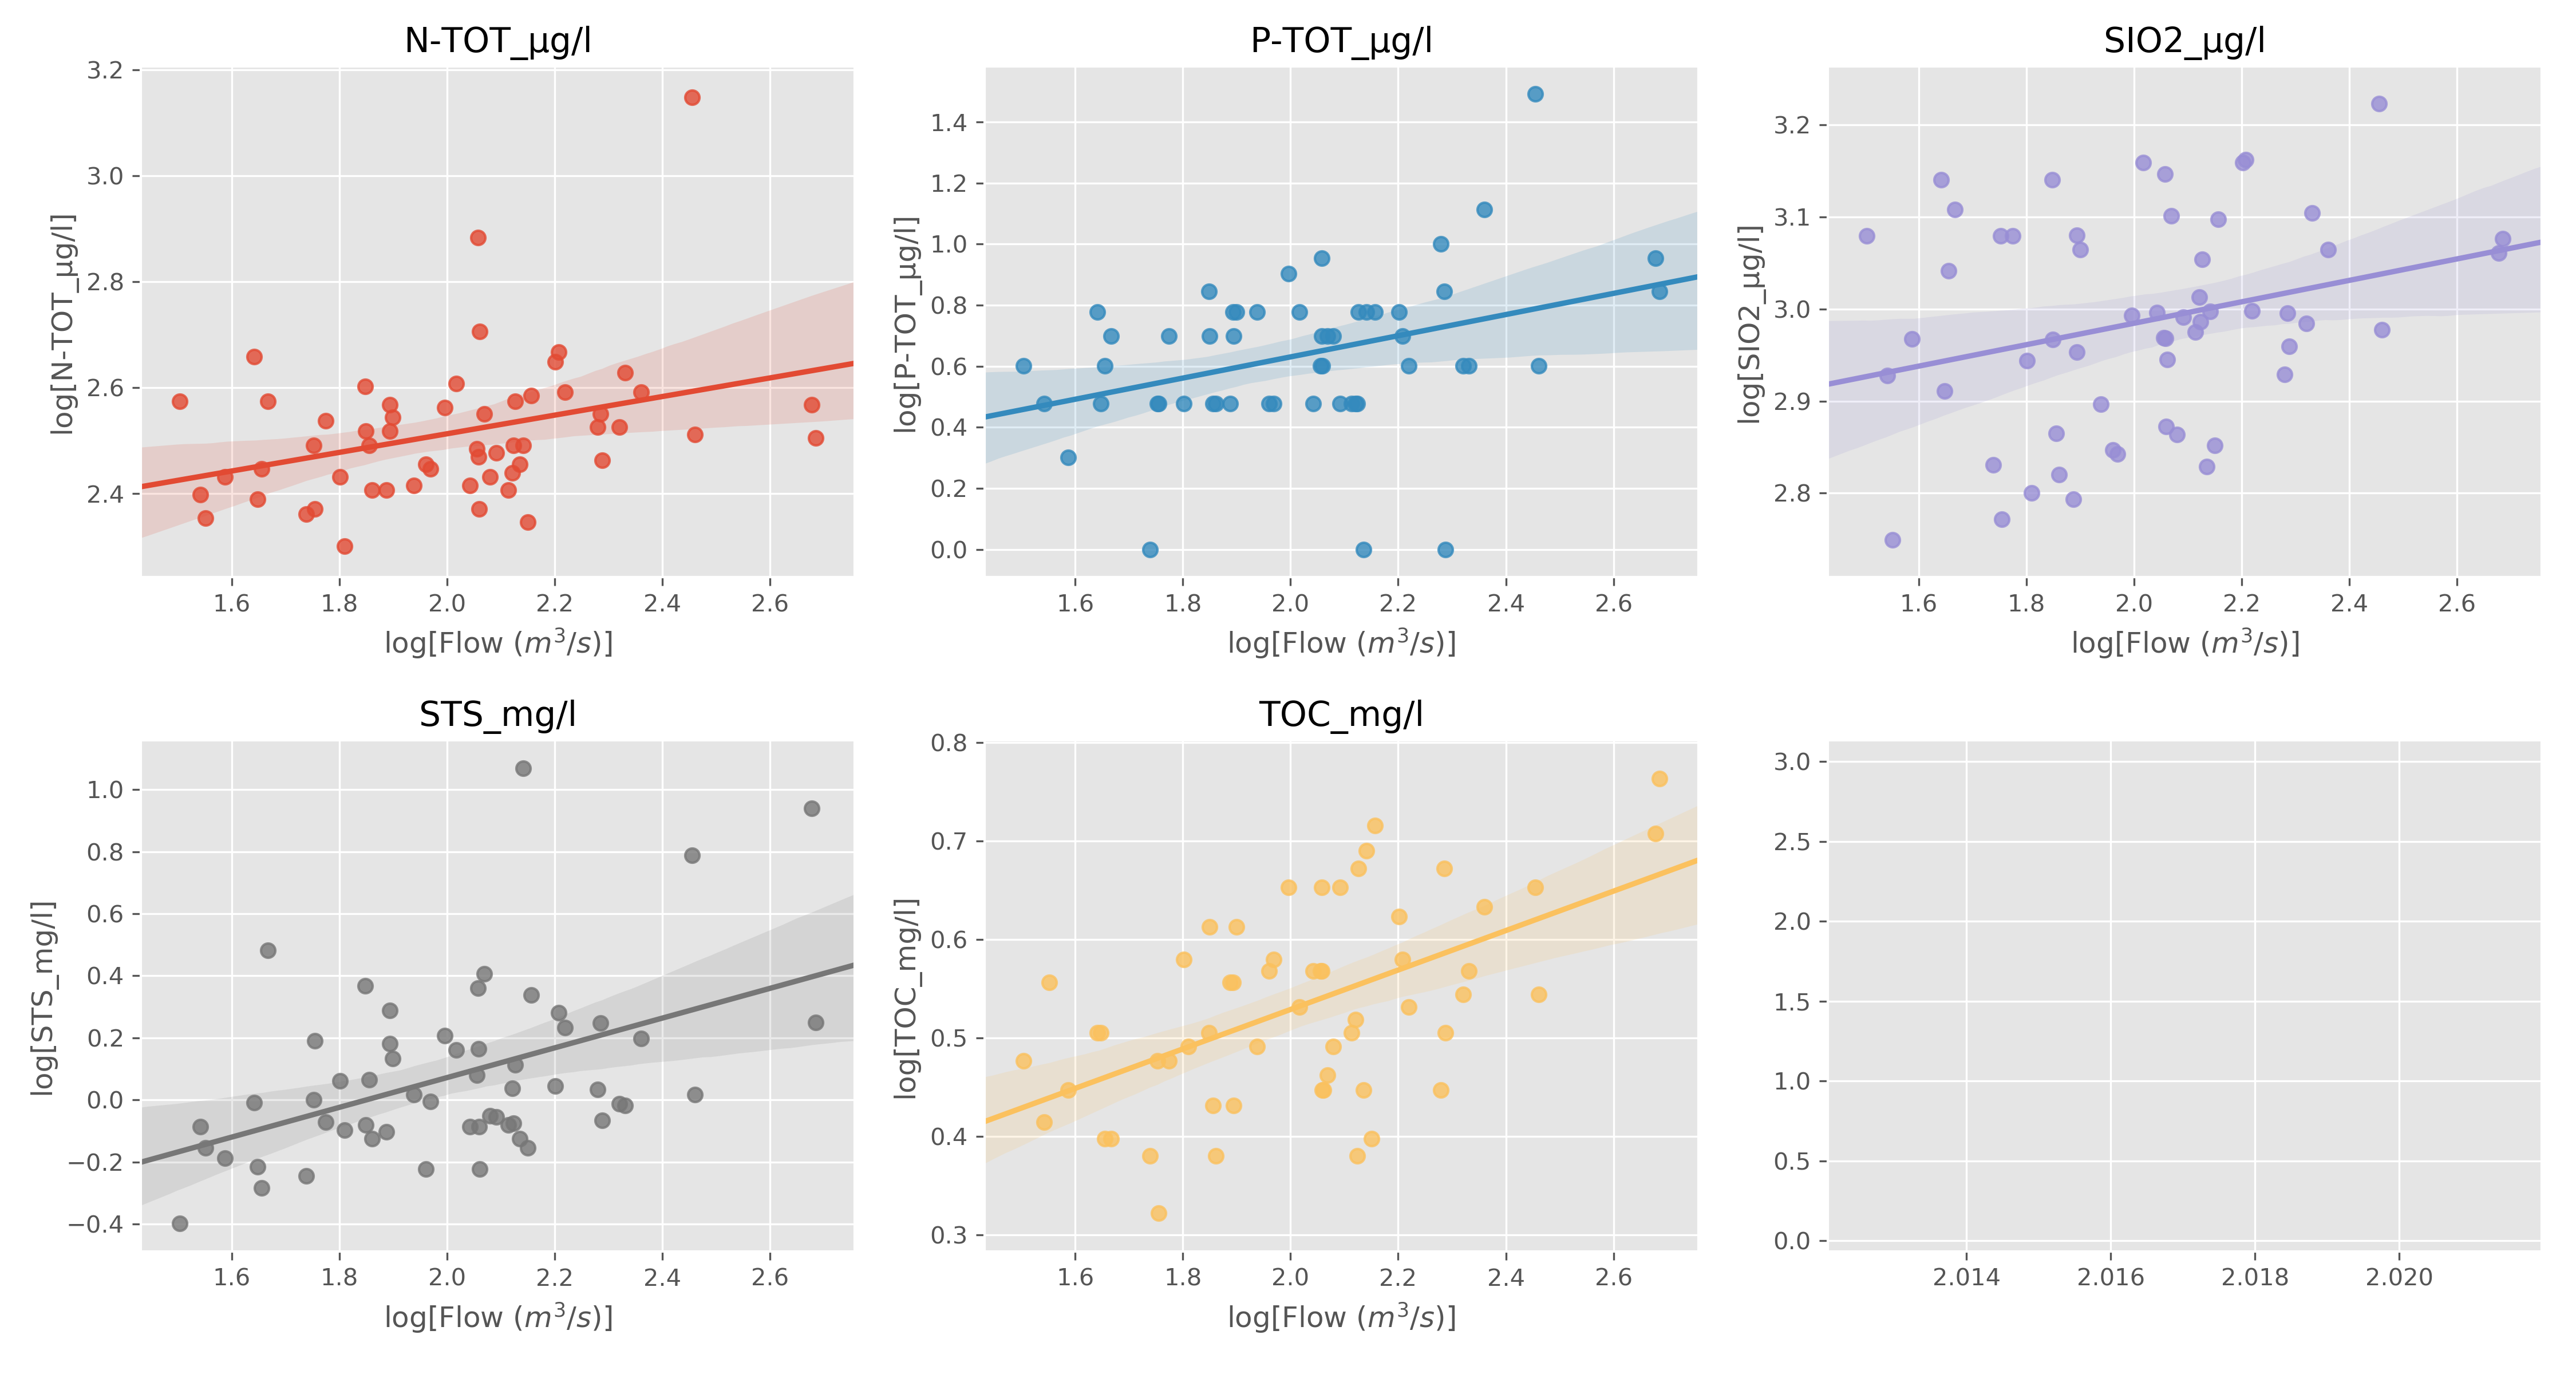 N-TOT_µg/l
3.2
3.0
2.8
2.6
2.4
log[N-TOT_µg/l]
1.6 1.8 2.0 2.2 2.4 2.6
log[Flow (m³/s)]
P-TOT_µg/l
1.4
1.2
1.0
0.8
0.6
0.4
0.2
0.0
log[P-TOT_µg/l]
1.6 1.8 2.0 2.2 2.4 2.6
log[Flow (m³/s)]
SIO2_µg/l
3.2
3.1
3.0
2.9
2.8
log[SIO2_µg/l]
1.6 1.8 2.0 2.2 2.4 2.6
log[Flow (m³/s)]
STS_mg/l
1.0
0.8
0.6
0.4
0.2
0.0
−0.2
−0.4
log[STS_mg/l]
1.6 1.8 2.0 2.2 2.4 2.6
log[Flow (m³/s)]
TOC_mg/l
0.8
0.7
0.6
0.5
0.4
0.3
log[TOC_mg/l]
1.6 1.8 2.0 2.2 2.4 2.6
log[Flow (m³/s)]
3.0
2.5
2.0
1.5
1.0
0.5
0.0
2.014 2.016 2.018 2.020